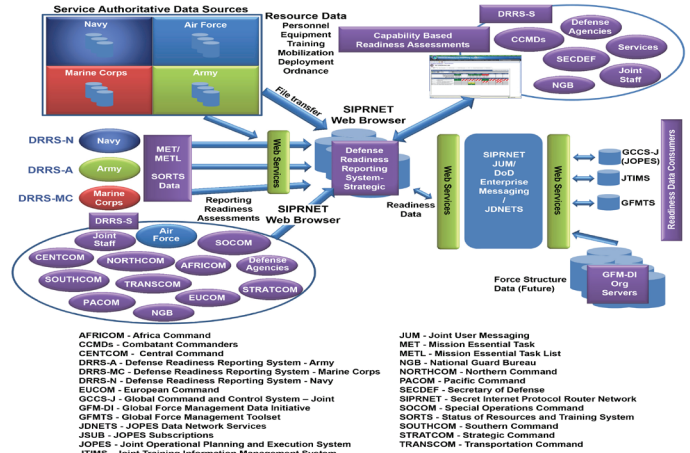 Service Authoritative Data Sources
Navy
Air Force
Marine Corps
Army
Resource Data
Personnel
Equipment
Training
Mobilization
Deployment
Ordnance
File transfer
Capability Based
Readiness Assessments
DRRS-S
CCMDs
Defense
Agencies
Services
SECDEF
Joint
Staff
NGB
SIPRNET
Web Browser
DRRS-N
Navy
DRRS-A
Army
DRRS-MC
Marine
Corps
MET/
METL
SORTS
Data
Web Services
Defense
Readiness
Reporting
System-
Strategic
Reporting
Readiness
Assessments
SIPRNET
Web Browser
Readiness
Data
Web Services
SIPRNET
JUM/
DoD
Enterprise
Messaging
/
JDNETS
Web Services
GCCS-J
(JOPES)
JTIMS
GFMTS
Readiness Data Consumers
Force Structure
Data (Future)
GFM-DI
Org
Servers
DRRS-S
Joint
Staff
Air
Force
SOCOM
CENTCOM
NORTHCOM
AFRICOM
Defense
Agencies
SOUTHCOM
TRANSCOM
STRATCOM
PACOM
EUCOM
NGB
AFRICOM - Africa Command
CCMDs - Combatant Commanders
CENTCOM - Central Command
DRRS-A - Defense Readiness Reporting System - Army
DRRS-MC - Defense Readiness Reporting System - Marine Corps
DRRS-N - Defense Readiness Reporting System - Navy
EUCOM - European Command
GCCS-J - Global Command and Control System – Joint
GFM-DI - Global Force Management Data Initiative
GFMTS - Global Force Management Toolset
JDNETS - JOPES Data Network Services
JSUB - JOPES Subscriptions
JOPES - Joint Operational Planning and Execution System
JTIMS - Joint Training Information Management System
JUM - Joint User Messaging
MET - Mission Essential Task
METL - Mission Essential Task List
NGB - National Guard Bureau
NORTHCOM - Northern Command
PACOM - Pacific Command
SECDEF - Secretary of Defense
SIPRNET - Secret Internet Protocol Router Network
SOCOM - Special Operations Command
SORTS - Status of Resources and Training System
SOUTHCOM - Southern Command
STRATCOM - Strategic Command
TRANSCOM - Transportation Command